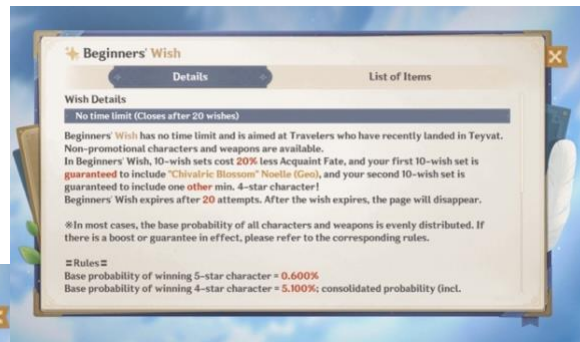 Beginners' Wish
Details
List of Items
Wish Details
No time limit (Closes after 20 wishes)
Beginners' Wish has no time limit and is aimed at Travelers who have recently landed in Teyvat.
Non-promotional characters and weapons are available.
In Beginners' Wish, 10-wish sets cost 20% less Acquaint Fate, and your first 10-wish set is
guaranteed to include "Chivalric Blossom" Noelle (Geo), and your second 10-wish set is
guaranteed to include one other min. 4-star character!
Beginners' Wish expires after 20 attempts. After the wish expires, the page will disappear.
※In most cases, the base probability of all characters and weapons is evenly distributed. If
there is a boost or guarantee in effect, please refer to the corresponding rules.
〓Rules〓
Base probability of winning 5-star character = 0.600%
Base probability of winning 4-star character = 5.100%; consolidated probability (incl.